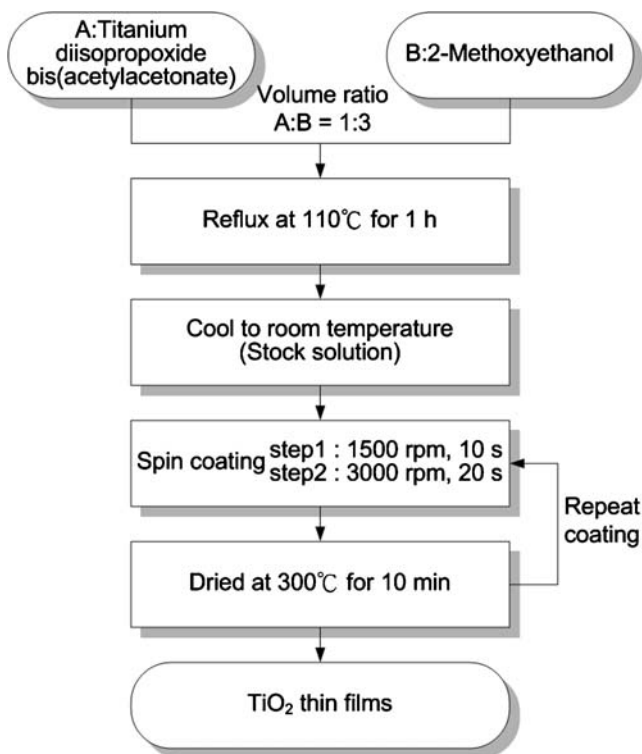 A:Titanium
diisopropoxide
bis(acetylacetonate)
B:2-Methoxyethanol
Volume ratio
A:B = 1:3
Reflux at 110℃ for 1 h
Cool to room temperature
(Stock solution)
Spin coating step1 : 1500 rpm, 10 s
step2 : 3000 rpm, 20 s
Repeat
coating
Dried at 300℃ for 10 min
TiO₂ thin films